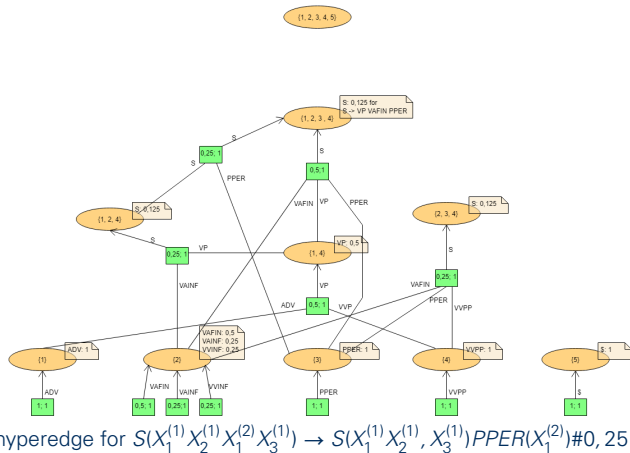 {1, 2, 3, 4, 5}
S: 0,125 for
S -> VP VAFIN PPER
{1, 2, 3 , 4}
S
S
0,25; 1
0,5; 1
S
PPER
VAFIN
VP
PPER
S: 0,125
{1, 2, 4}
S: 0,125
{2, 3, 4}
S
VP
VP: 0,5
{1, 4}
0,25; 1
S
0,25; 1
VAINF
VP
VAFIN
PPER
VVPP
ADV
0,5; 1
VVP
VAFIN: 0,5
VAINF: 0,25
VVINF: 0,25
ADV: 1
{1}
{2}
PPER: 1
{3}
VVPP: 1
{4}
$: 1
{5}
ADV
VAFIN
VAINF
VVINF
PPER
VVPP
$
1; 1
0,5; 1
0,25;1
0,25; 1
1; 1
1; 1
1; 1
hyperedge for S(X₁⁽¹⁾X₂⁽¹⁾X₁⁽²⁾X₃⁽¹⁾) → S(X₁⁽¹⁾X₂⁽¹⁾, X₃⁽¹⁾)PPER(X₁⁽²⁾)#0, 25